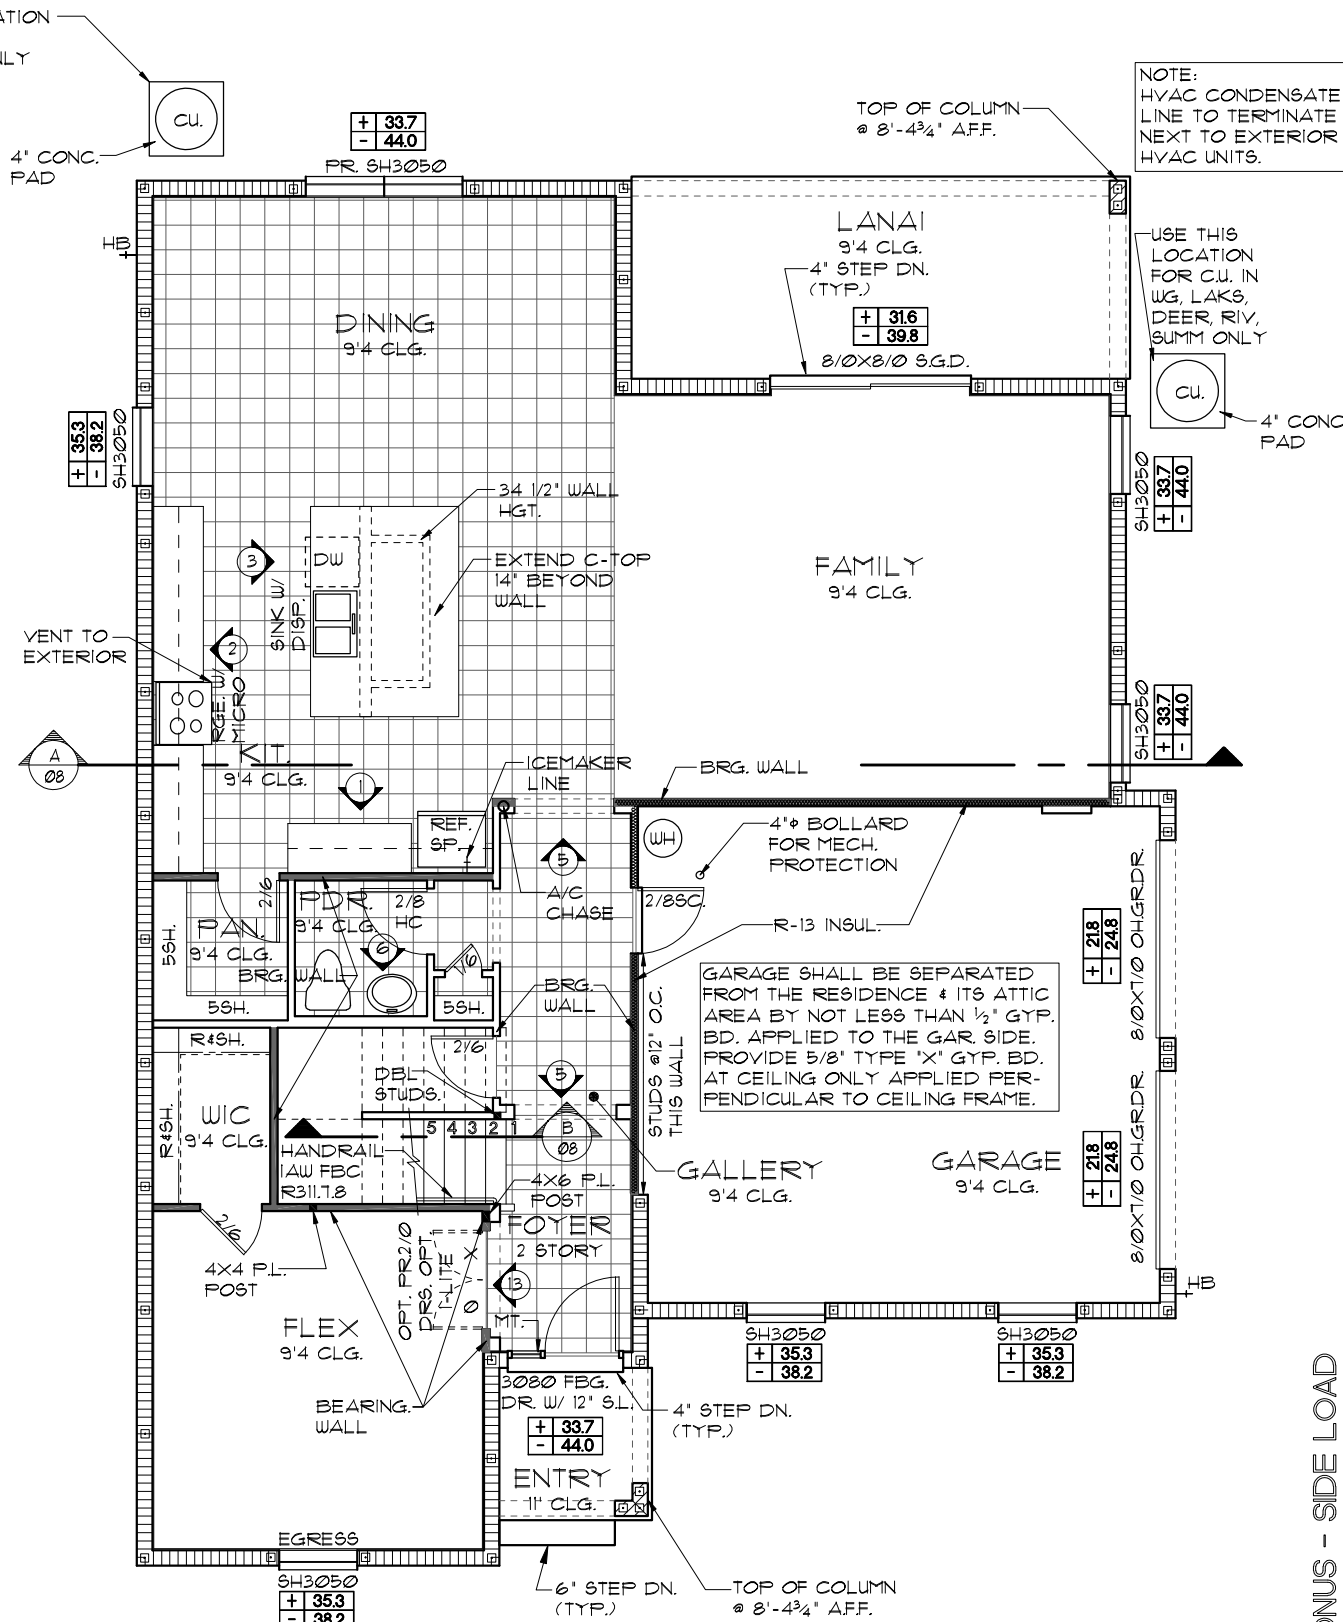 ATION
NLY
CU.
4" CONC.
PAD
+ 33.7
- 44.0
PR. SH3050
TOP OF COLUMN
@ 8'-4¾" A.F.F.
NOTE:
HVAC CONDENSATE
LINE TO TERMINATE
NEXT TO EXTERIOR
HVAC UNITS.
HB
LANAI
9'4 CLG.
4" STEP DN.
(TYP.)
+ 31.6
- 39.8
8/0X8/0 S.G.D.
USE THIS
LOCATION
FOR C.U. IN
WG, LAKS,
DEER, RIV,
SUMM ONLY
CU.
4" CONC
PAD
DINING
9'4 CLG.
+ 35.3
- 38.2
SH3050
34 1/2" WALL
HGT.
SH3050
+ 33.7
- 44.0
3
DW
EXTEND C-TOP
14" BEYOND
WALL
FAMILY
9'4 CLG.
SINK W/
DISP.
VENT TO
EXTERIOR
2
RGE. W/
MICRO
SH3050
+ 33.7
- 44.0
A
08
KIT.
9'4 CLG.
ICEMAKER
LINE
BRG. WALL
1
REF.
SP.
WH
4"ϕ BOLLARD
FOR MECH.
PROTECTION
5
A/C
CHASE
2/6
PDR.
9'4 CLG.
2/8
HC
2/8SC.
R-13 INSUL.
5SH.
PAN.
9'4 CLG.
6
1/6
BRG. WALL
5SH.
5SH.
BRG.
WALL
GARAGE SHALL BE SEPARATED
FROM THE RESIDENCE & ITS ATTIC
AREA BY NOT LESS THAN ½" GYP.
BD. APPLIED TO THE GAR. SIDE.
PROVIDE 5/8" TYPE "X" GYP. BD.
AT CEILING ONLY APPLIED PER-
PENDICULAR TO CEILING FRAME.
+ 21.8
- 24.8
8/0X7/0 OH.GR.DR.
R&SH.
2/6
DBL
STUDS.
5
STUDS @12" O.C.
THIS WALL
R&SH.
WIC
9'4 CLG.
5 4 3 2 1
B
08
HANDRAIL
IAW FBC
R311.7.8
4X6 P.L.
POST
GALLERY
9'4 CLG.
GARAGE
9'4 CLG.
+ 21.8
- 24.8
8/0X7/0 OH.GR.DR.
2/6
FOYER
2 STORY
4X4 P.L.
POST
OPT. PR.2/0
DRS. OPT.
1-LITE
X
O
13
HB
FLEX
9'4 CLG.
MT.
SH3050
+ 35.3
- 38.2
SH3050
+ 35.3
- 38.2
BEARING
WALL
3080 FBG.
DR. W/ 12" S.L.
+ 33.7
- 44.0
4" STEP DN.
(TYP.)
ENTRY
11' CLG.
EGRESS
SH3050
+ 35.3
- 38.2
6" STEP DN.
(TYP.)
TOP OF COLUMN
@ 8'-4¾" A.F.F.
ONUS - SIDE LOAD